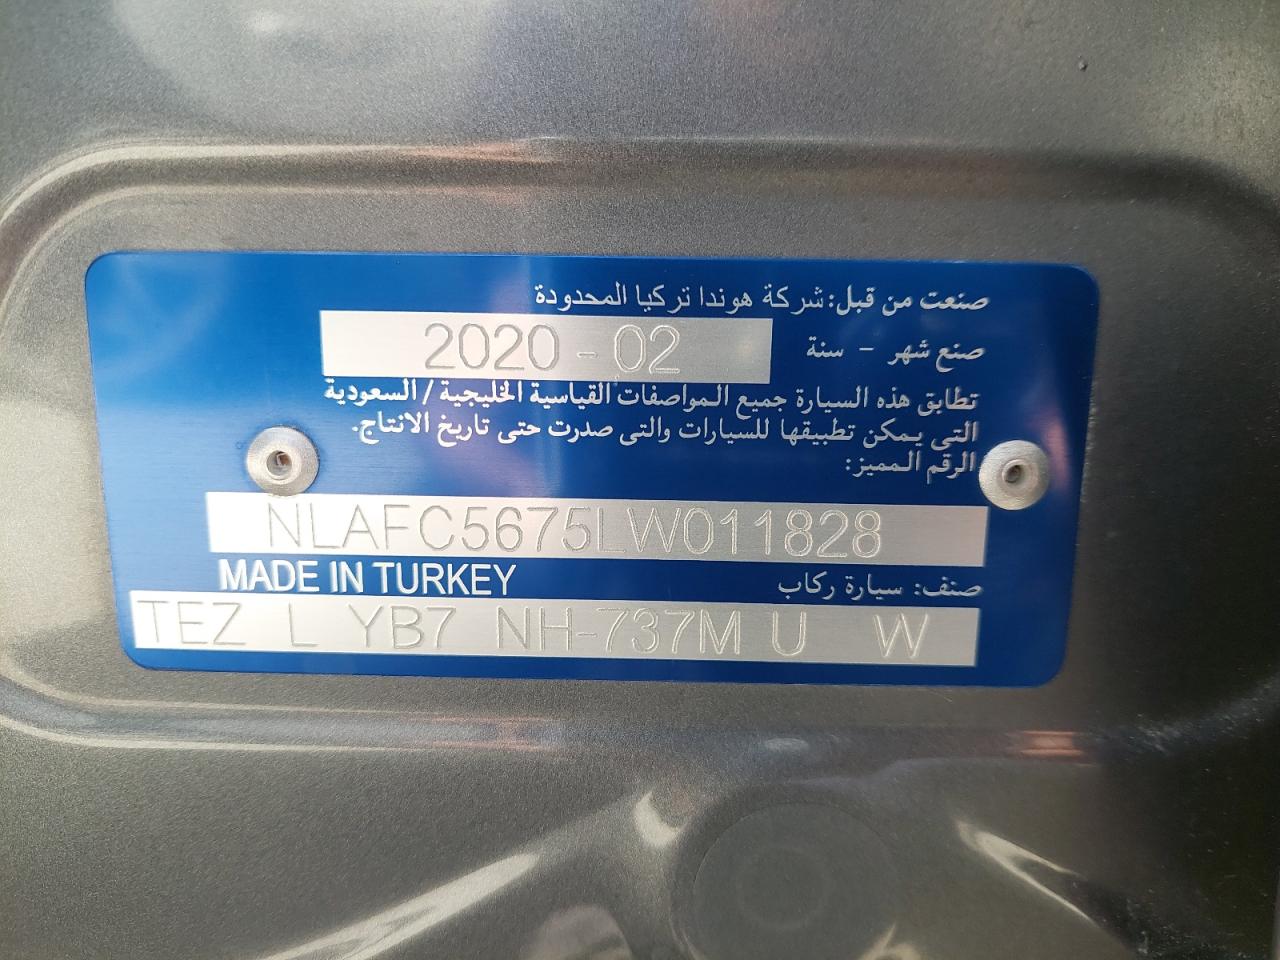 صنعت من قبل: شركة هوندا تركيا المحدودة
صنع شهر - سنة 2020 - 02
تطابق هذه السيارة جميع المواصفات القياسية الخليجية / السعودية
التي يمكن تطبيقها للسيارات والتى صدرت حتى تاريخ الانتاج.
الرقم المميز:
NLAFC5675LW011828
صنف: سيارة ركاب MADE IN TURKEY
TEZ L YB7 NH-737M U W